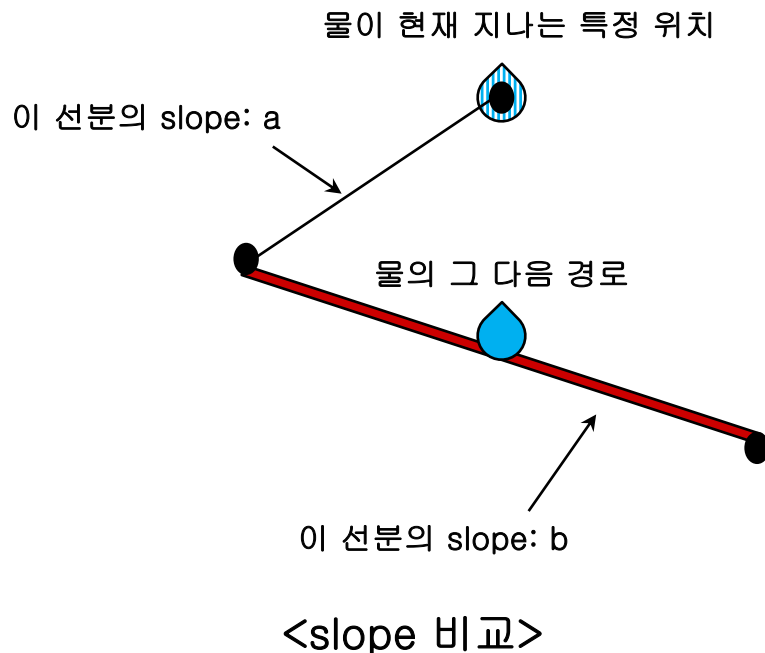 물이 현재 지나는 특정 위치
이 선분의 slope: a
물의 그 다음 경로
이 선분의 slope: b
<slope 비교>